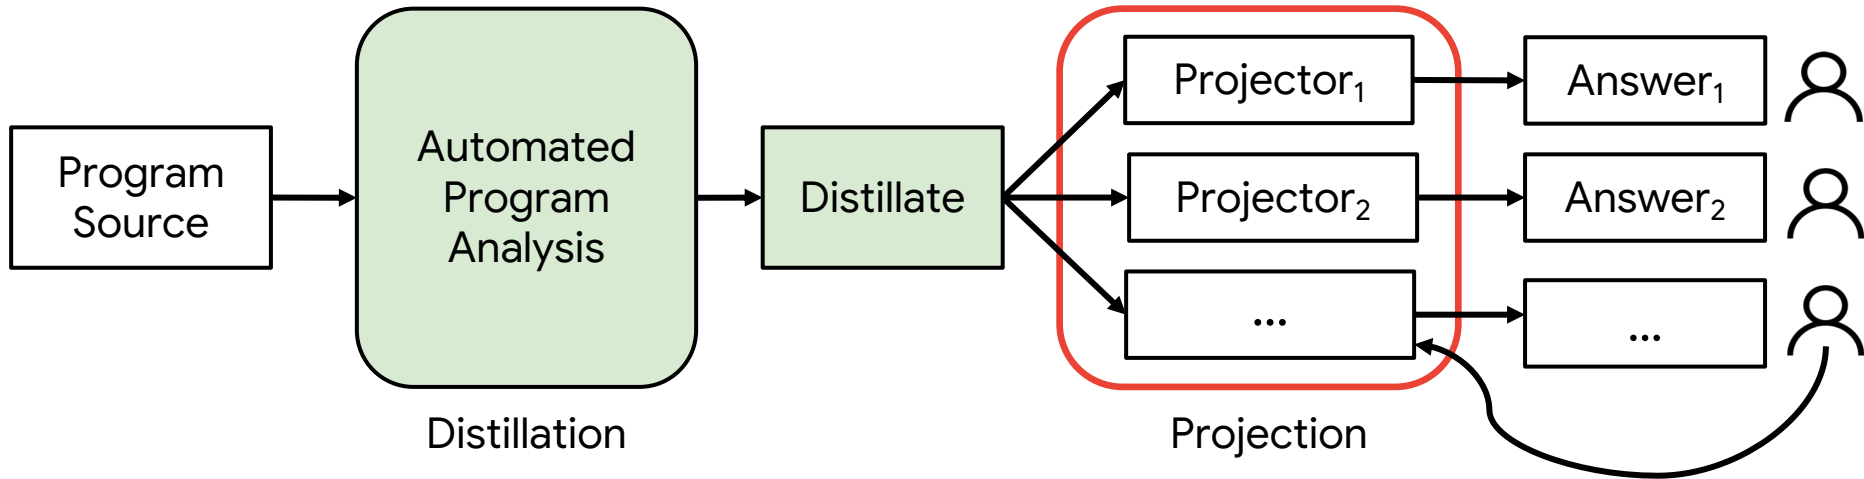 Program
Source
Automated
Program
Analysis
Distillation
Distillate
Projector₁
Projector₂
...
Projection
Answer₁
Answer₂
...